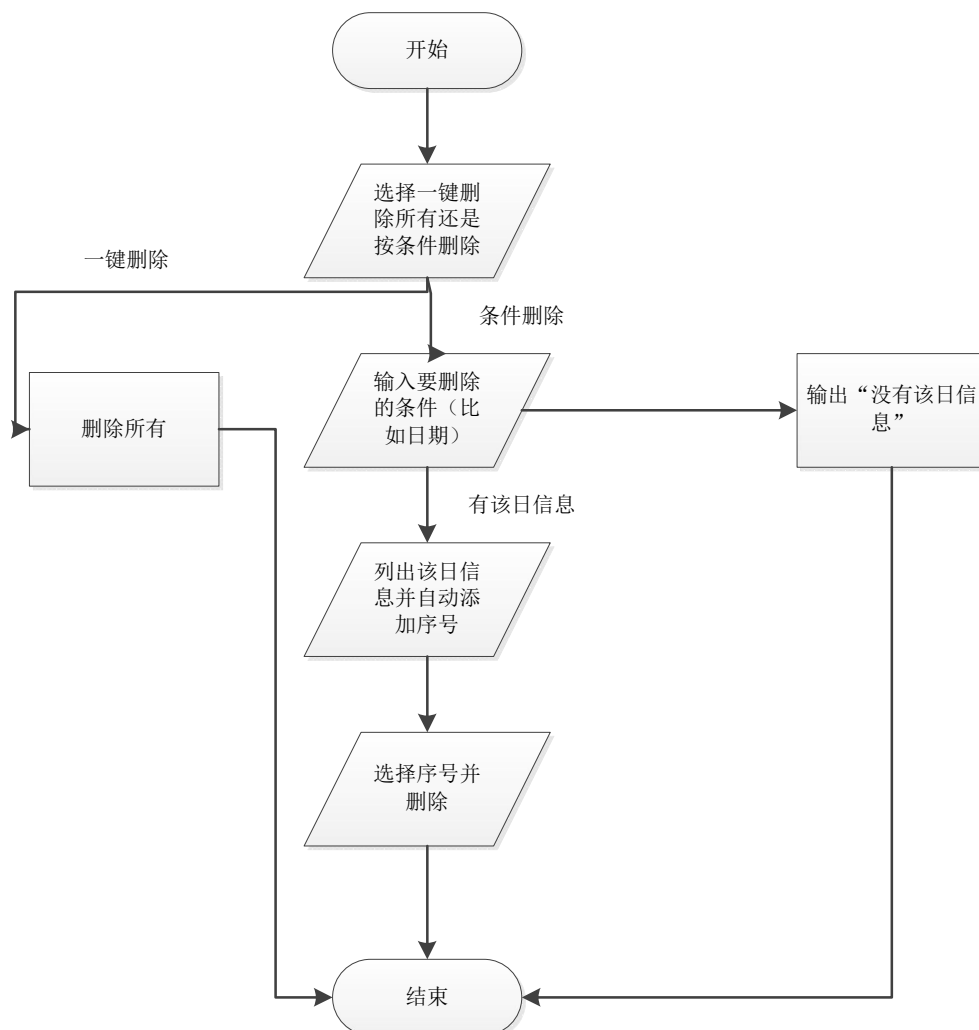 开始
选择一键删
除所有还是
按条件删除
一键删除
条件删除
输入要删除
的条件（比
如日期）
删除所有
输出“没有该日信
息”
有该日信息
列出该日信
息并自动添
加序号
选择序号并
删除
结束